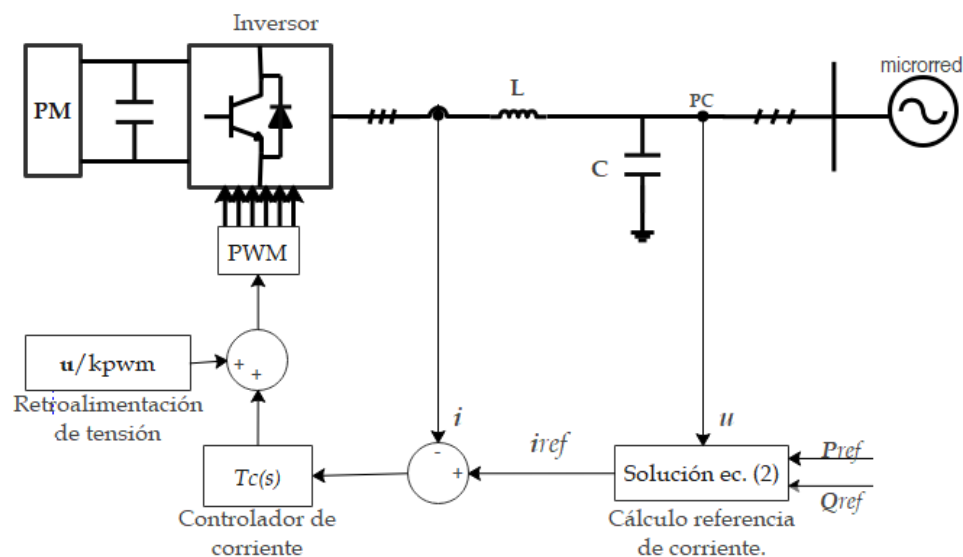 Inversor
PM
L
PC
microrred
C
PWM
u/kpwm
+
+
Retroalimentación
de tensión
i
u
iref
Pref
Qref
Tc(s)
-
+
Solución ec. (2)
Controlador de
corriente
Cálculo referencia
de corriente.